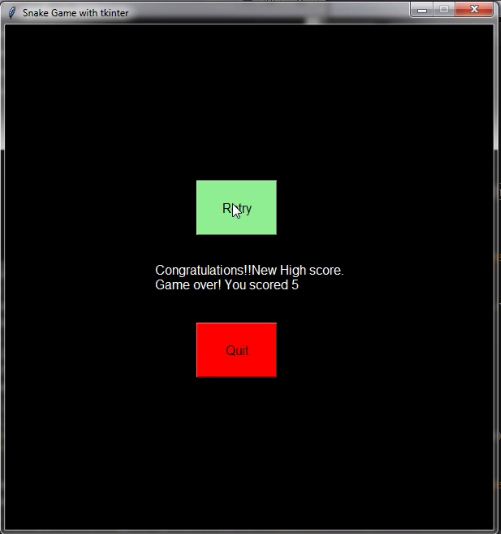 Snake Game with tkinter
Retry
Congratulations!!New High score.
Game over! You scored 5
Quit